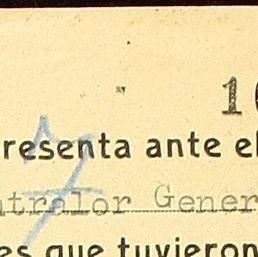 1
resenta ante el
ntralor Gener
es que tuvieron